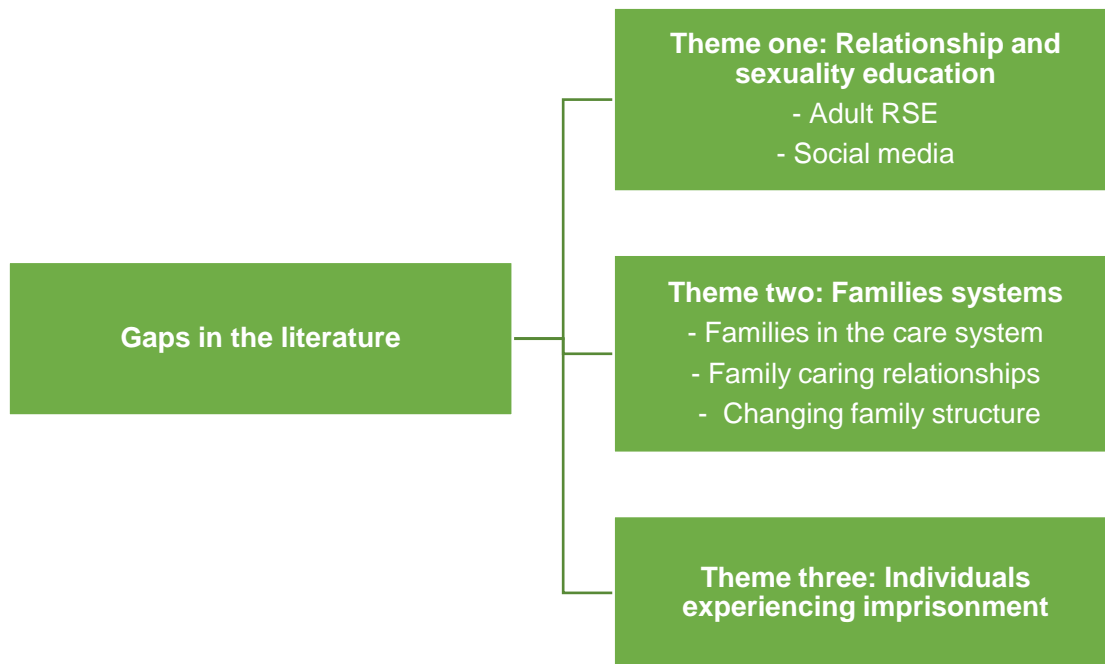 Gaps in the literature
Theme one: Relationship and
sexuality education
- Adult RSE
- Social media
Theme two: Families systems
- Families in the care system
- Family caring relationships
- Changing family structure
Theme three: Individuals
experiencing imprisonment